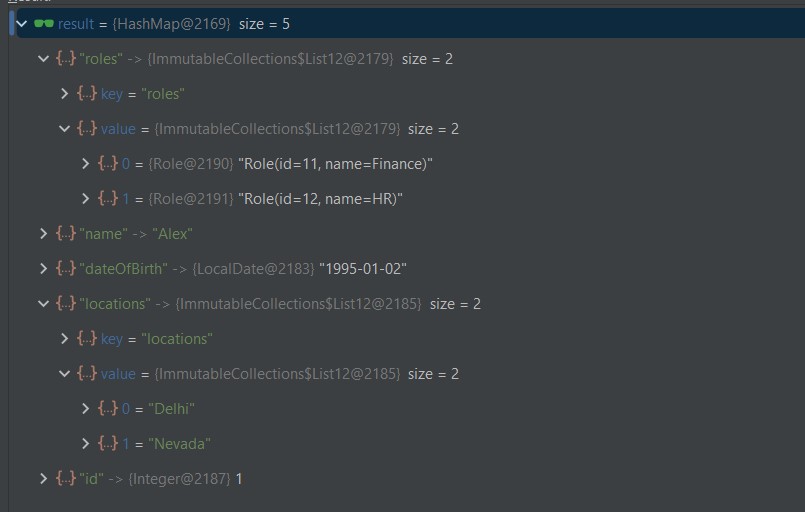 result = {HashMap@2169} size = 5
{...} "roles" -> {ImmutableCollections$List12@2179} size = 2
{...} key = "roles"
{...} value = {ImmutableCollections$List12@2179} size = 2
{...} 0 = {Role@2190} "Role(id=11, name=Finance)"
{...} 1 = {Role@2191} "Role(id=12, name=HR)"
{...} "name" -> "Alex"
{...} "dateOfBirth" -> {LocalDate@2183} "1995-01-02"
{...} "locations" -> {ImmutableCollections$List12@2185} size = 2
{...} key = "locations"
{...} value = {ImmutableCollections$List12@2185} size = 2
{...} 0 = "Delhi"
{...} 1 = "Nevada"
{...} "id" -> {Integer@2187} 1